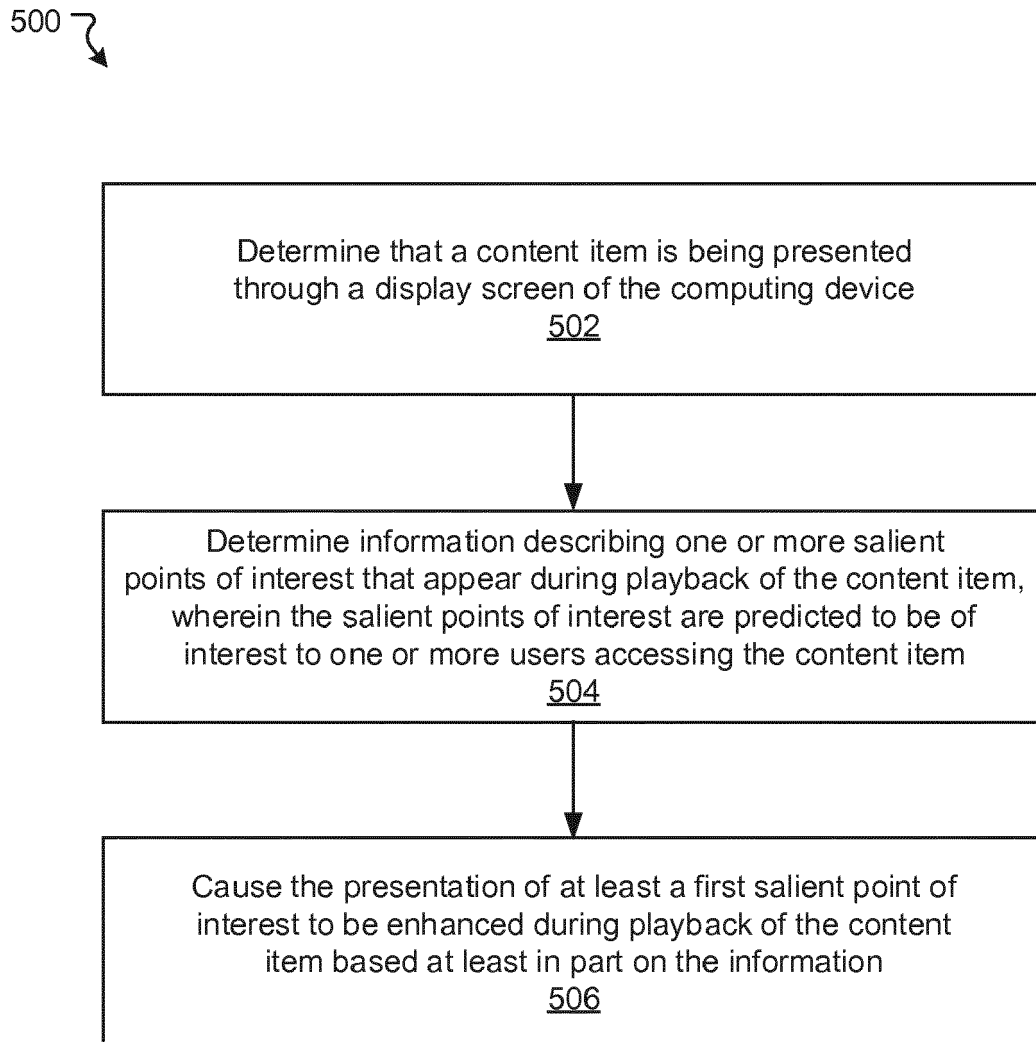 500
Determine that a content item is being presented
through a display screen of the computing device
502
Determine information describing one or more salient
points of interest that appear during playback of the content item,
wherein the salient points of interest are predicted to be of
interest to one or more users accessing the content item
504
Cause the presentation of at least a first salient point of
interest to be enhanced during playback of the content
item based at least in part on the information
506